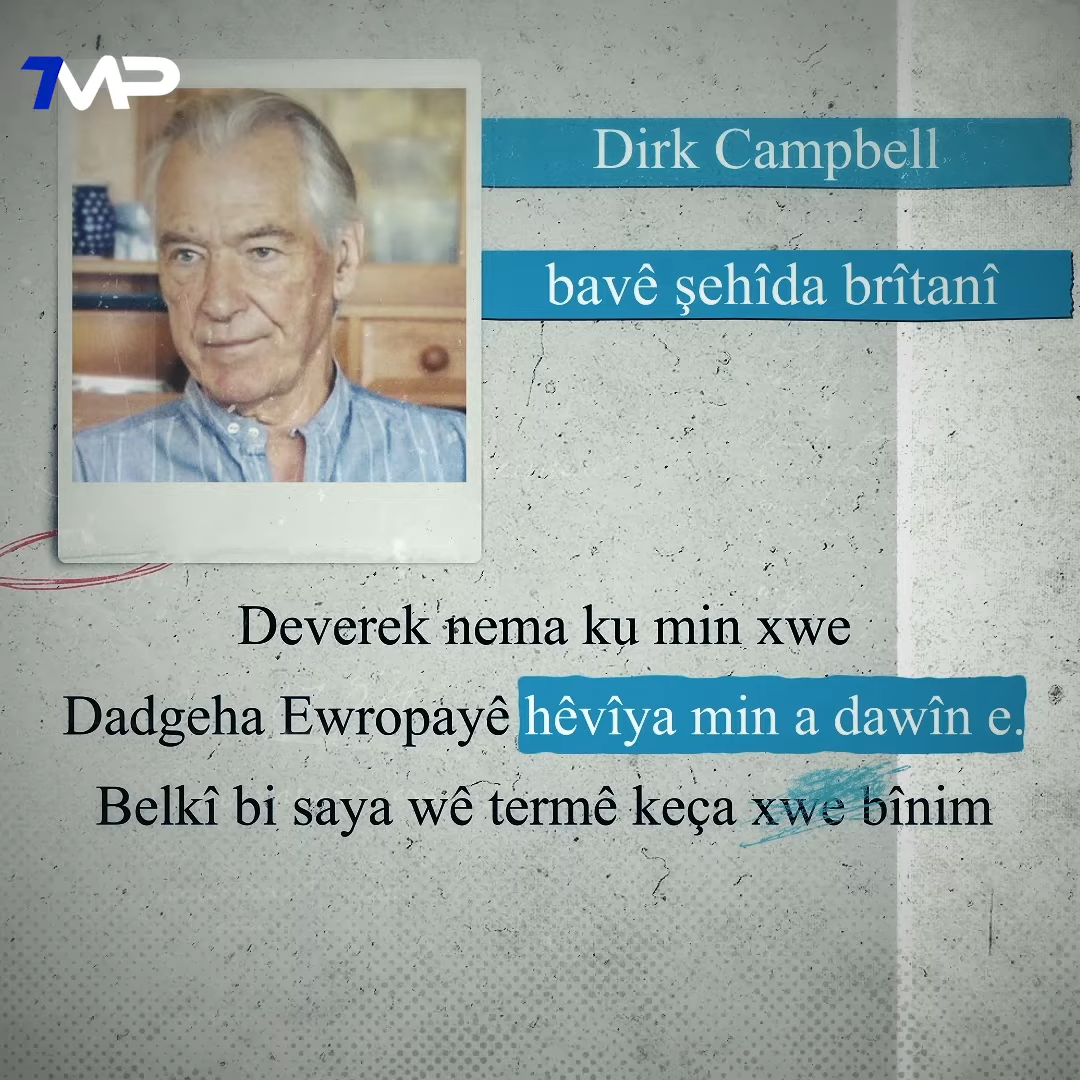 7MP
Dirk Campbell
bavê şehîda brîtanî
Deverek nema ku min xwe
Dadgeha Ewropayê hêvîya min a dawîn e.
Belkî bi saya wê termê keça xwe bînim